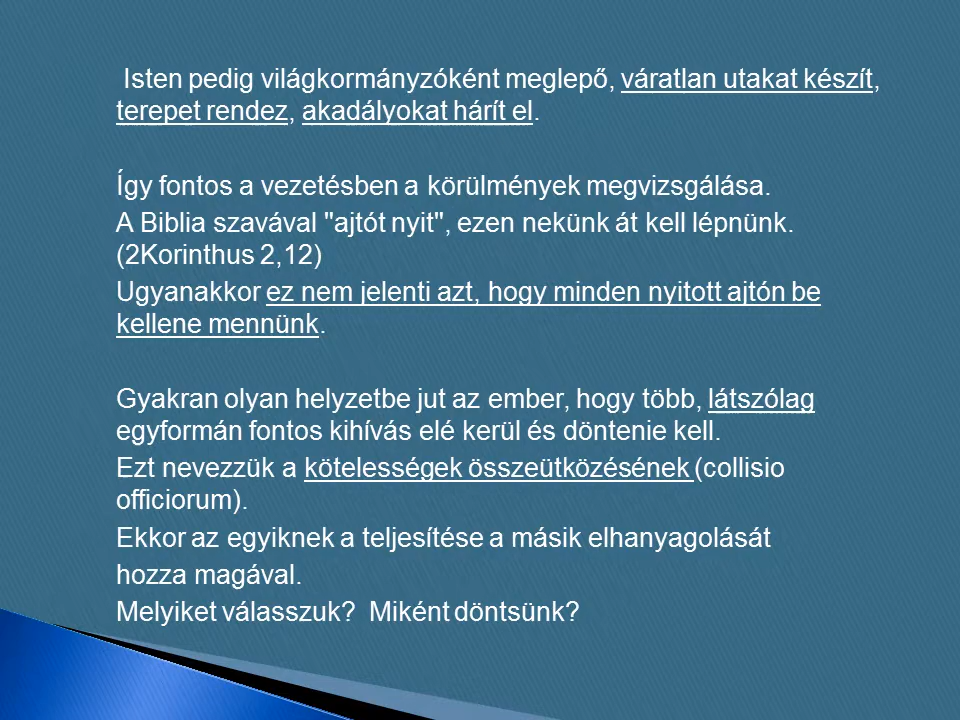 Isten pedig világkormányzóként meglepő, váratlan utakat készít,
terepet rendez, akadályokat hárít el.
Így fontos a vezetésben a körülmények megvizsgálása.
A Biblia szavával "ajtót nyit", ezen nekünk át kell lépnünk.
(2Korinthus 2,12)
Ugyanakkor ez nem jelenti azt, hogy minden nyitott ajtón be
kellene mennünk.
Gyakran olyan helyzetbe jut az ember, hogy több, látszólag
egyformán fontos kihívás elé kerül és döntenie kell.
Ezt nevezzük a kötelességek összeütközésének (collisio
officiorum).
Ekkor az egyiknek a teljesítése a másik elhanyagolását
hozza magával.
Melyiket válasszuk?  Miként döntsünk?